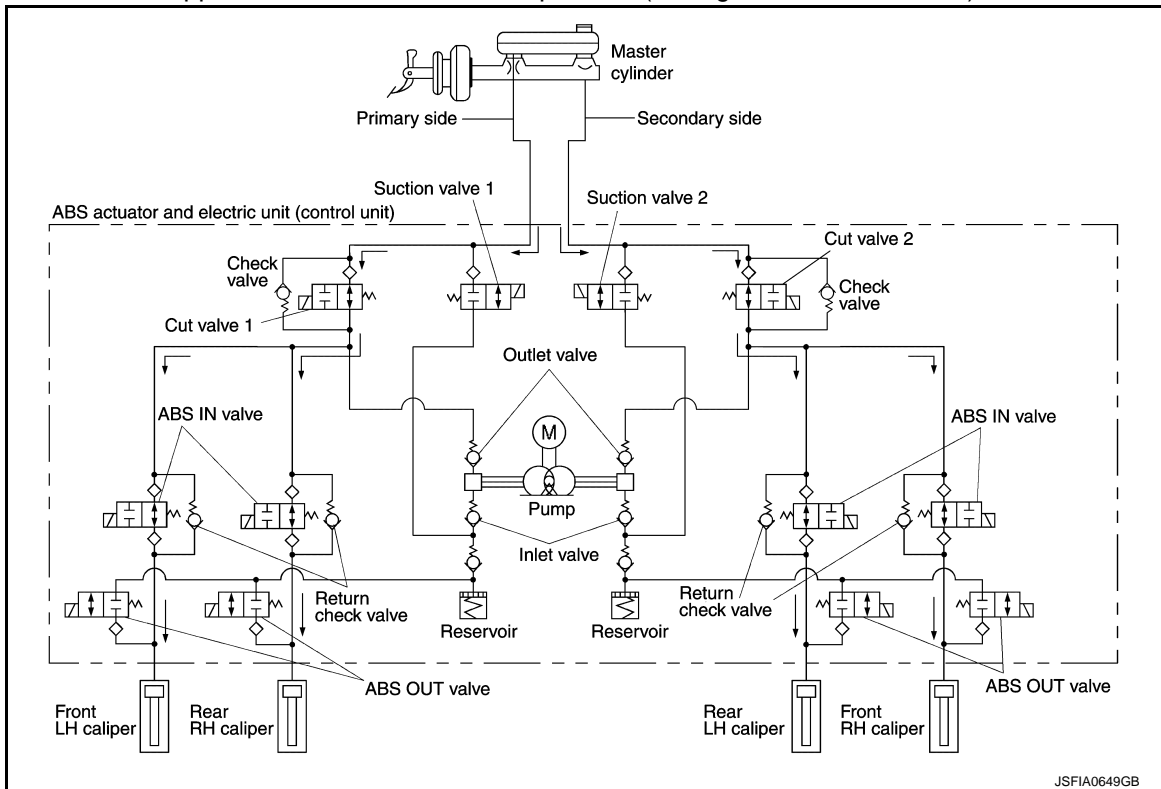 Master
cylinder
Primary side
Secondary side
Suction valve 1
Suction valve 2
ABS actuator and electric unit (control unit)
Cut valve 2
Check
valve
Check
valve
Cut valve 1
Outlet valve
ABS IN valve
ABS IN valve
M
Pump
Inlet valve
Return
check valve
Return
check valve
Reservoir
Reservoir
ABS OUT valve
ABS OUT valve
Front
LH caliper
Rear
RH caliper
Rear
LH caliper
Front
RH caliper
JSFIA0649GB